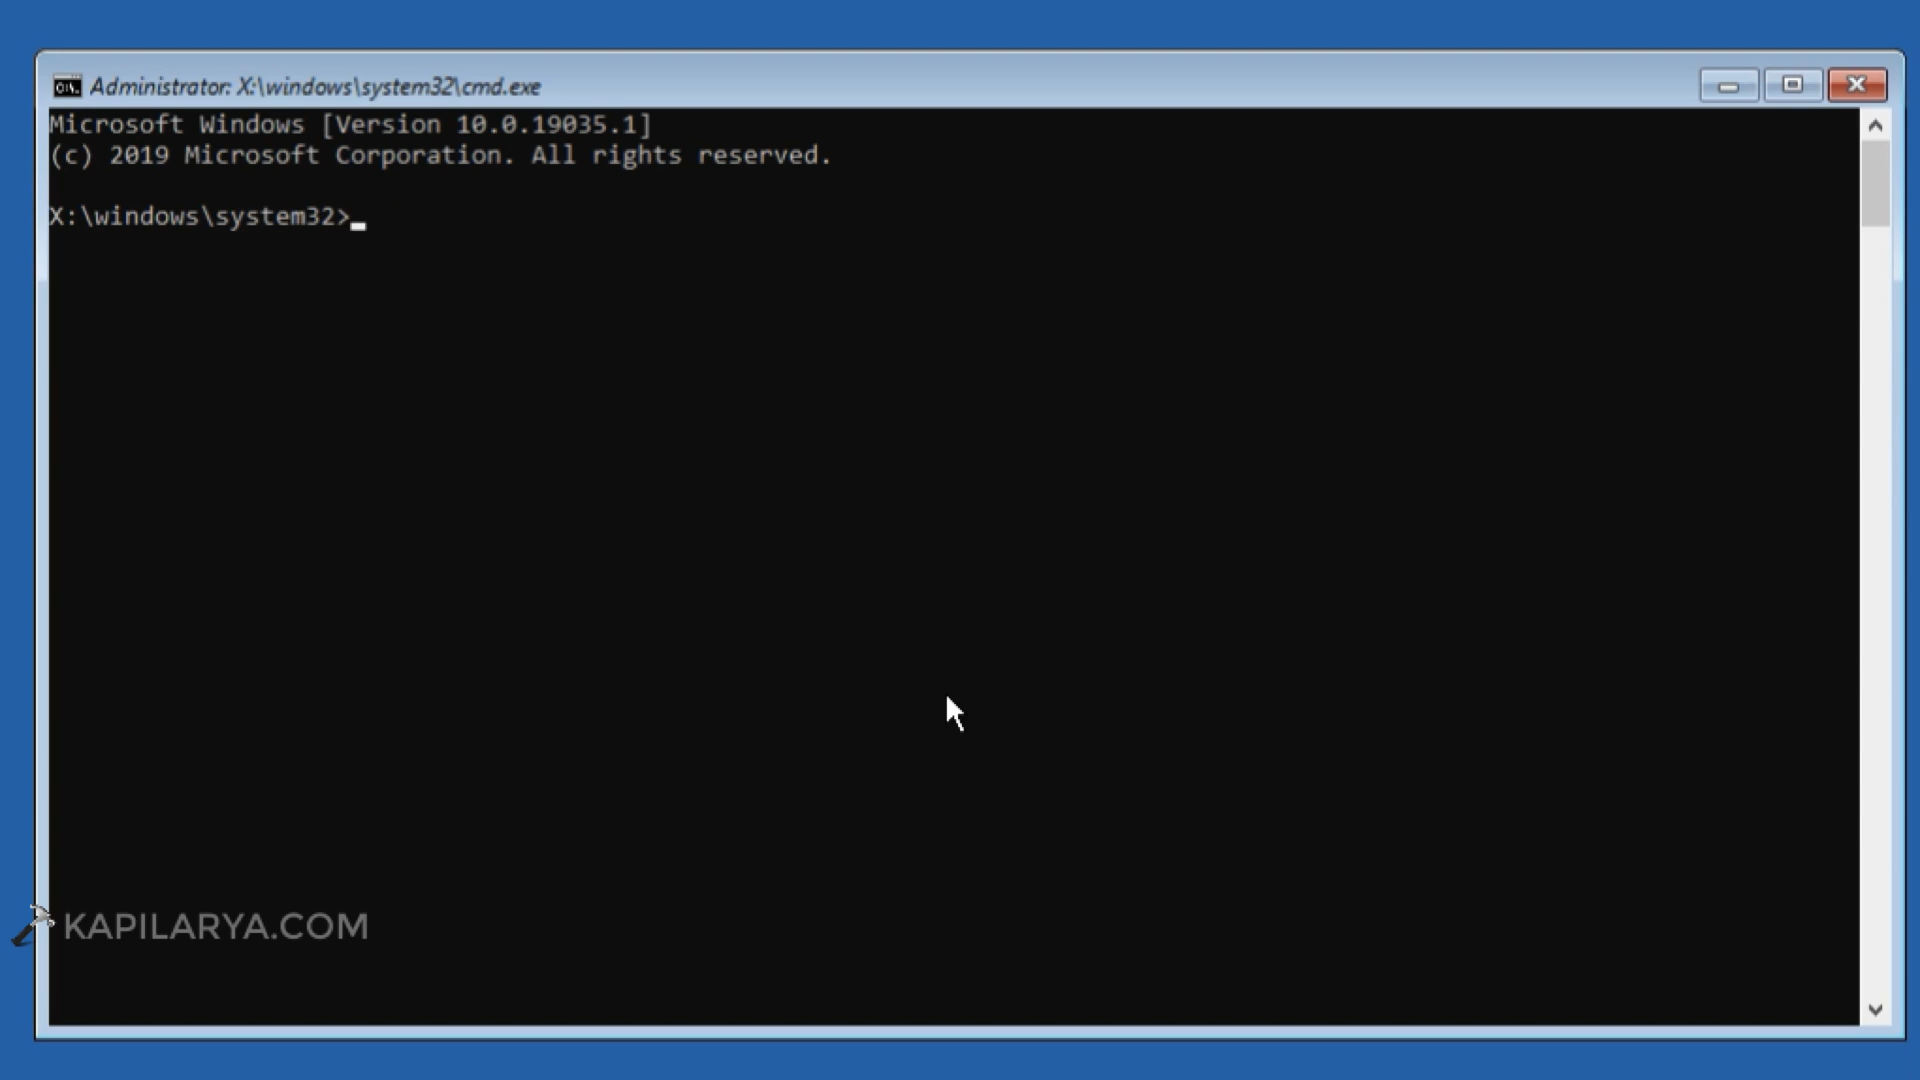 Administrator: X:\windows\system32\cmd.exe
Microsoft Windows [Version 10.0.19035.1]
(c) 2019 Microsoft Corporation. All rights reserved.
X:\windows\system32>
KAPILARYA.COM